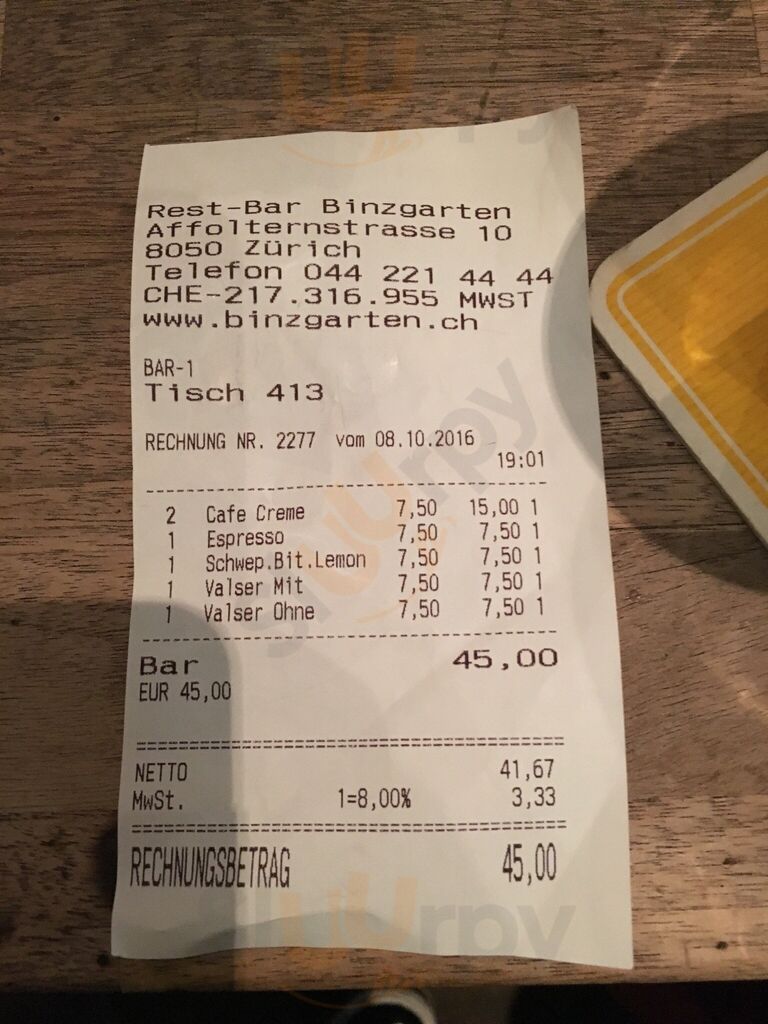 Rest-Bar Binzgarten
Affolternstrasse 10
8050 Zürich
Telefon 044 221 44 44
CHE-217.316.955 MWST
www.binzgarten.ch
BAR-1
Tisch 413
RECHNUNG NR. 2277 vom 08.10.2016
19:01
2 Cafe Creme 7,50 15,00 1
1 Espresso 7,50 7,50 1
1 Schwep.Bit.Lemon 7,50 7,50 1
1 Valser Mit 7,50 7,50 1
1 Valser Ohne 7,50 7,50 1
Bar 45,00
EUR 45,00
NETTO 41,67
MwSt. 1=8,00% 3,33
RECHNUNGSBETRAG 45,00